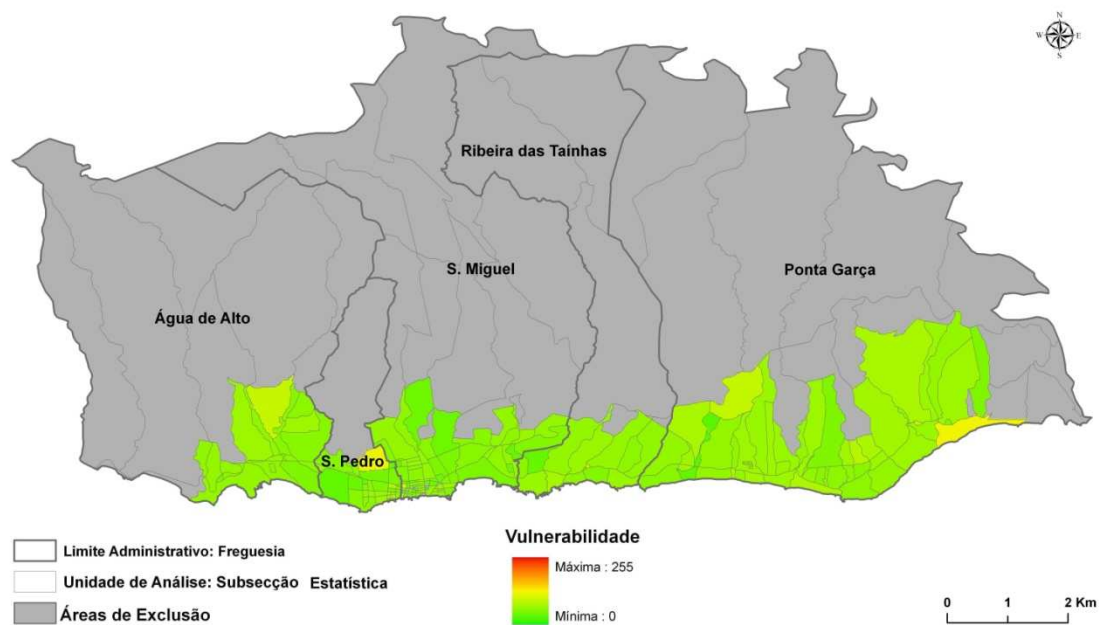 N
W E
S
Ribeira das Taínhas
S. Miguel
Ponta Garça
Água de Alto
S. Pedro
Limite Administrativo: Freguesia
Unidade de Análise: Subsecção Estatística
Áreas de Exclusão
Vulnerabilidade
Máxima : 255
Mínima : 0
0 1 2 Km